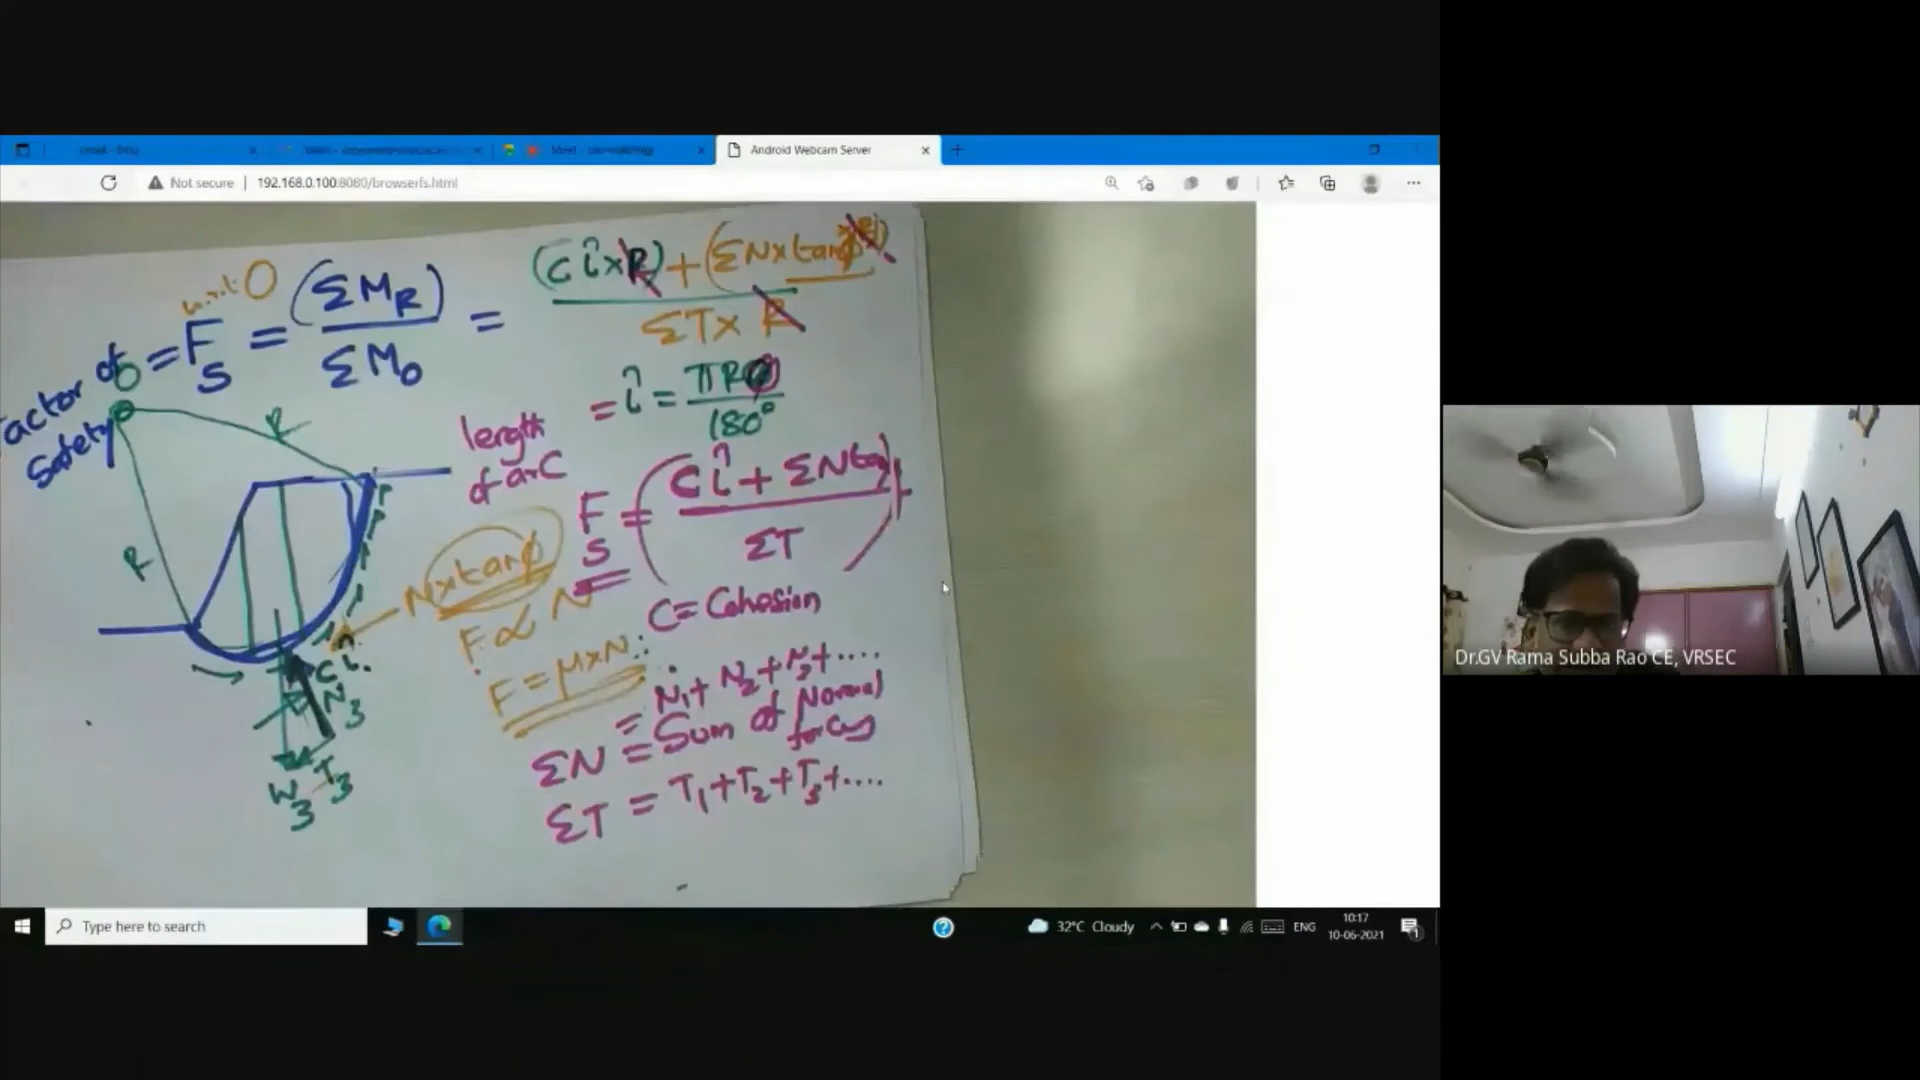 Android Webcam Server
Not secure | 192.168.0.100:8080/browserfs.html
w.r.t O
Factor of Safety = F_S = (ΣM_R) / ΣM_O = (C l̂ × R) + (ΣN × tanφ × R) / ΣT × R
O
R
R
length of arc = l̂ = πRθ / 180°
F_S = (C l̂ + ΣN tanφ / ΣT)
N×tanφ
F ∝ N
F = μ×N
C = Cohesion
= N1 + N2 + N3 + ....
ΣN = Sum of Normal forces
ΣT = T1 + T2 + T3 + ....
C l̂
N3
T3
W3
Dr.GV Rama Subba Rao CE, VRSEC
Type here to search
32°C Cloudy
ENG
10:17
10-06-2021
1